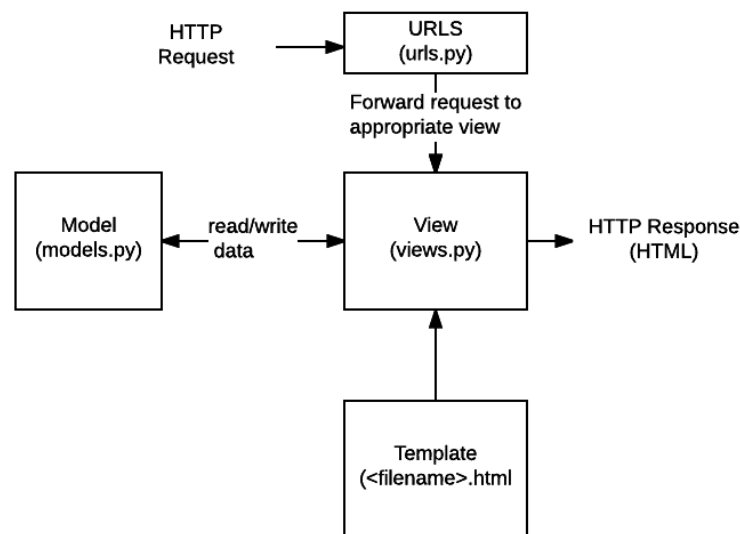 HTTP
Request
URLS
(urls.py)
Forward request to
appropriate view
Model
(models.py)
read/write
data
View
(views.py)
HTTP Response
(HTML)
Template
(<filename>.html